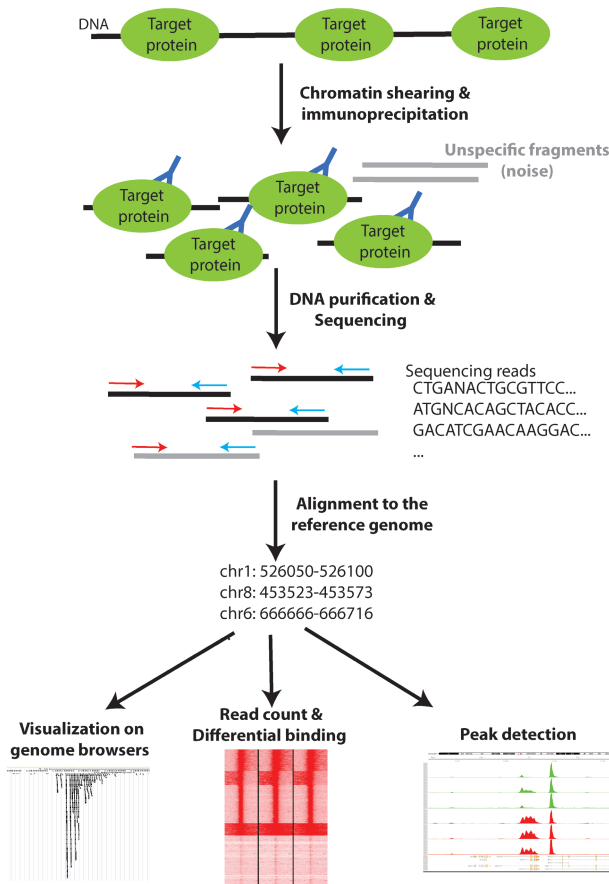 DNA
Target
protein
Target
protein
Target
protein
Chromatin shearing &
immunoprecipitation
Unspecific fragments
(noise)
Target
protein
Target
protein
Target
protein
Target
protein
DNA purification &
Sequencing
Sequencing reads
CTGANACTGCGTTCC...
ATGNCACAGCTACACC...
GACATCGAACAAGGAC...
...
Alignment to the
reference genome
chr1: 526050-526100
chr8: 453523-453573
chr6: 666666-666716
Visualization on
genome browsers
Read count &
Differential binding
Peak detection